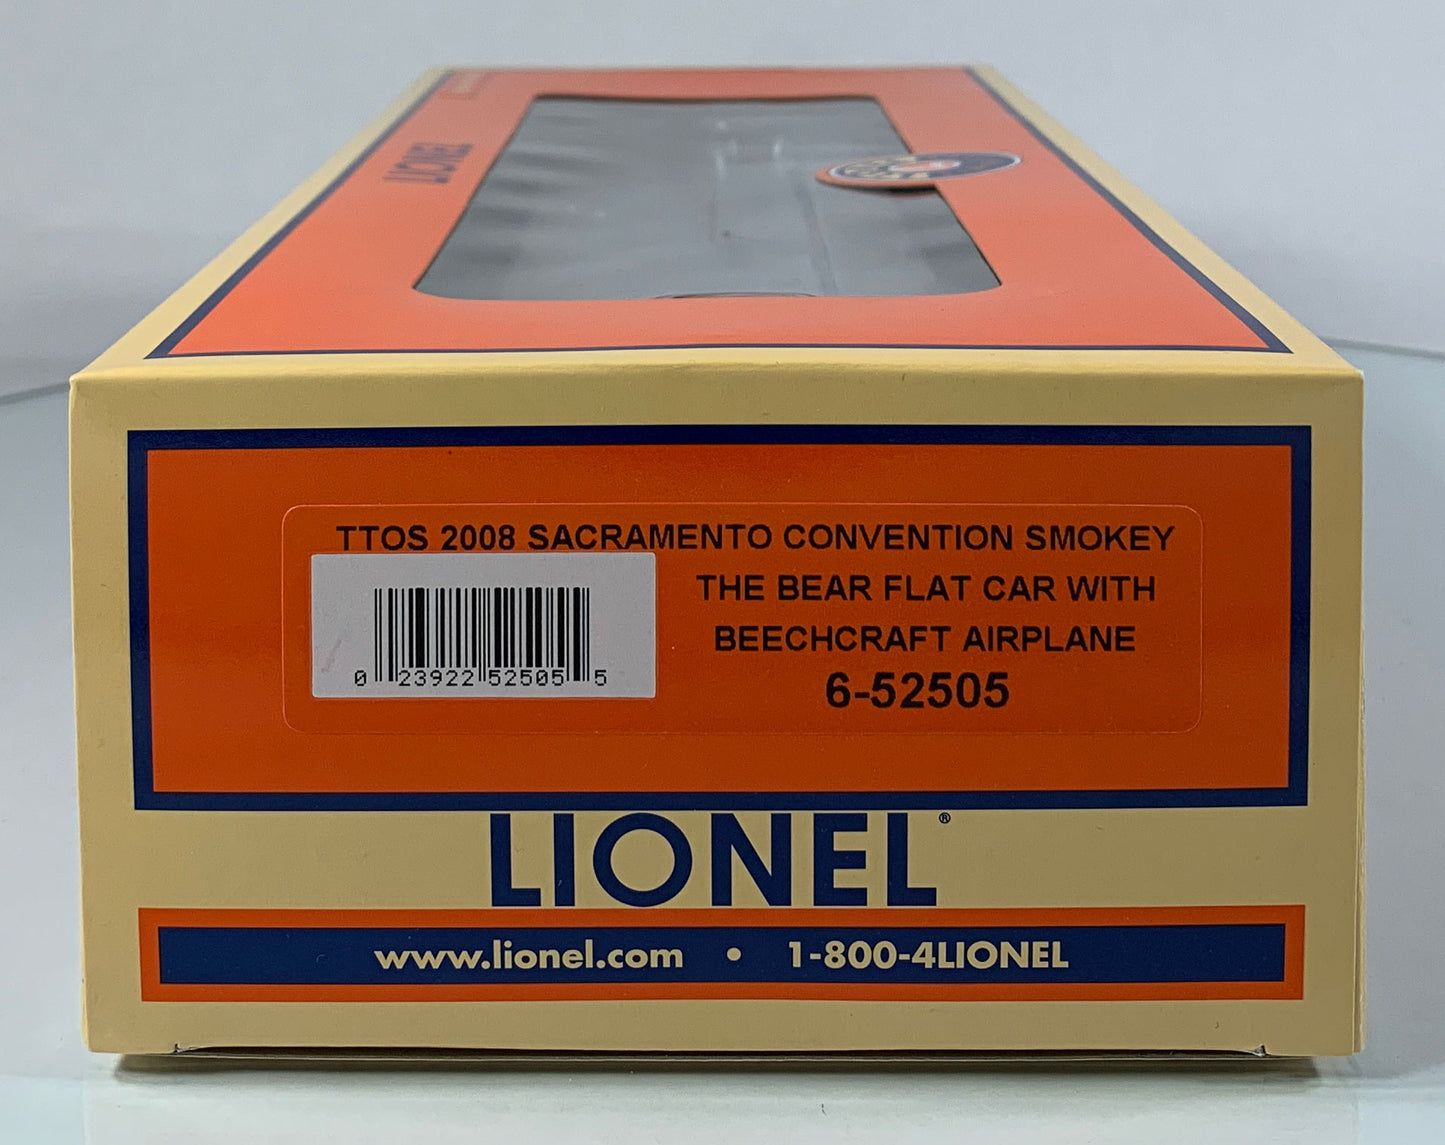 LIONEL
LIONEL
TTOS 2008 SACRAMENTO CONVENTION SMOKEY
THE BEAR FLAT CAR WITH
BEECHCRAFT AIRPLANE
6-52505
0 23922 52505 5
LIONEL®
www.lionel.com • 1-800-4LIONEL